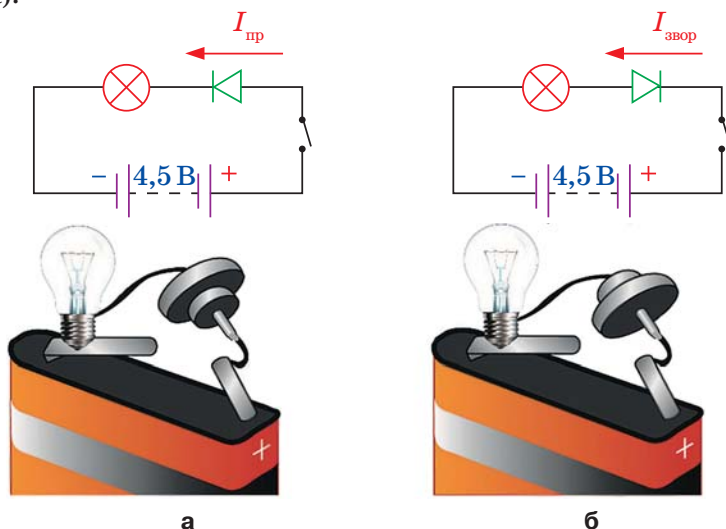 ).
I пр
I звор
− 4,5 В +
− 4,5 В +
+
+
а
б